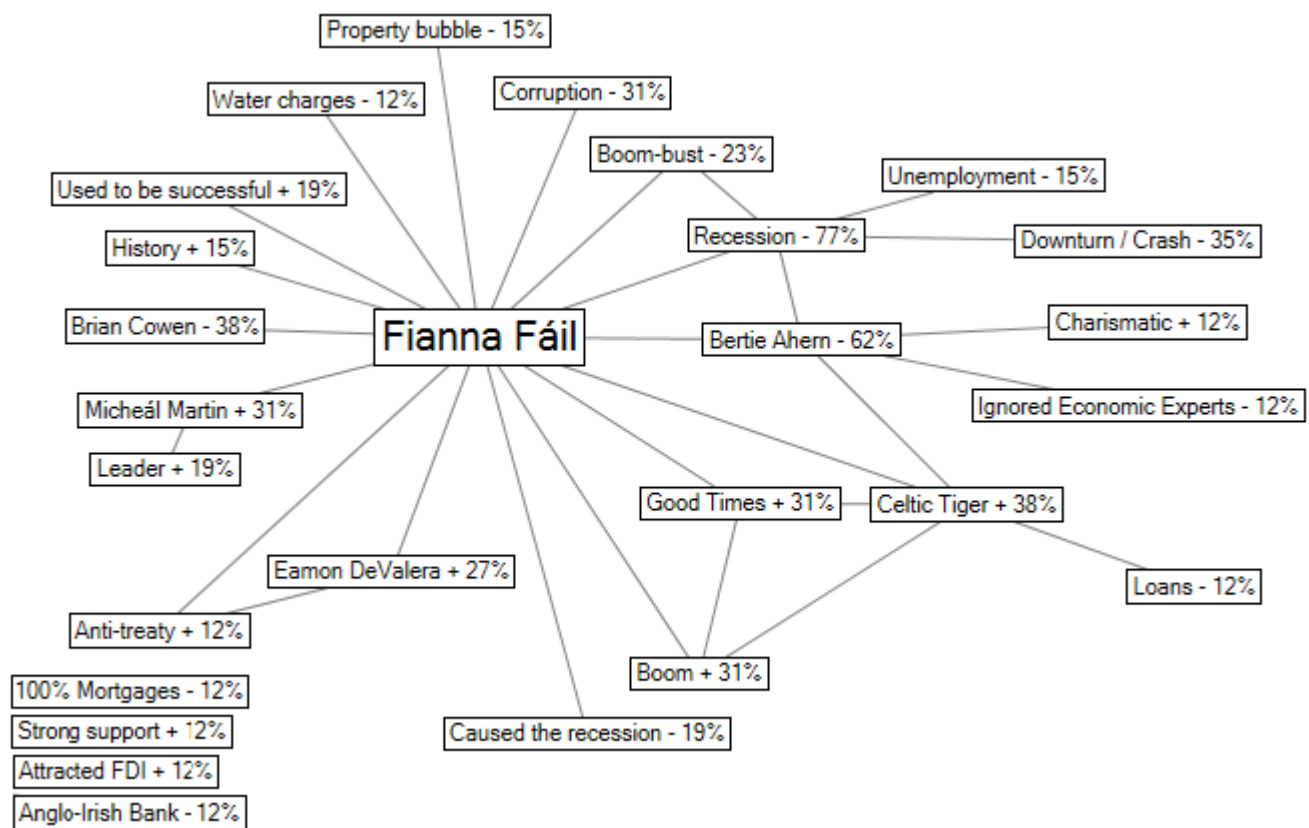 Property bubble - 15%
Water charges - 12%
Corruption - 31%
Boom-bust - 23%
Unemployment - 15%
Used to be successful + 19%
Recession - 77%
Downturn / Crash - 35%
History + 15%
Brian Cowen - 38%
Fianna Fáil
Bertie Ahern - 62%
Charismatic + 12%
Micheál Martin + 31%
Ignored Economic Experts - 12%
Leader + 19%
Good Times + 31%
Celtic Tiger + 38%
Eamon DeValera + 27%
Loans - 12%
Anti-treaty + 12%
Boom + 31%
100% Mortgages - 12%
Strong support + 12%
Caused the recession - 19%
Attracted FDI + 12%
Anglo-Irish Bank - 12%